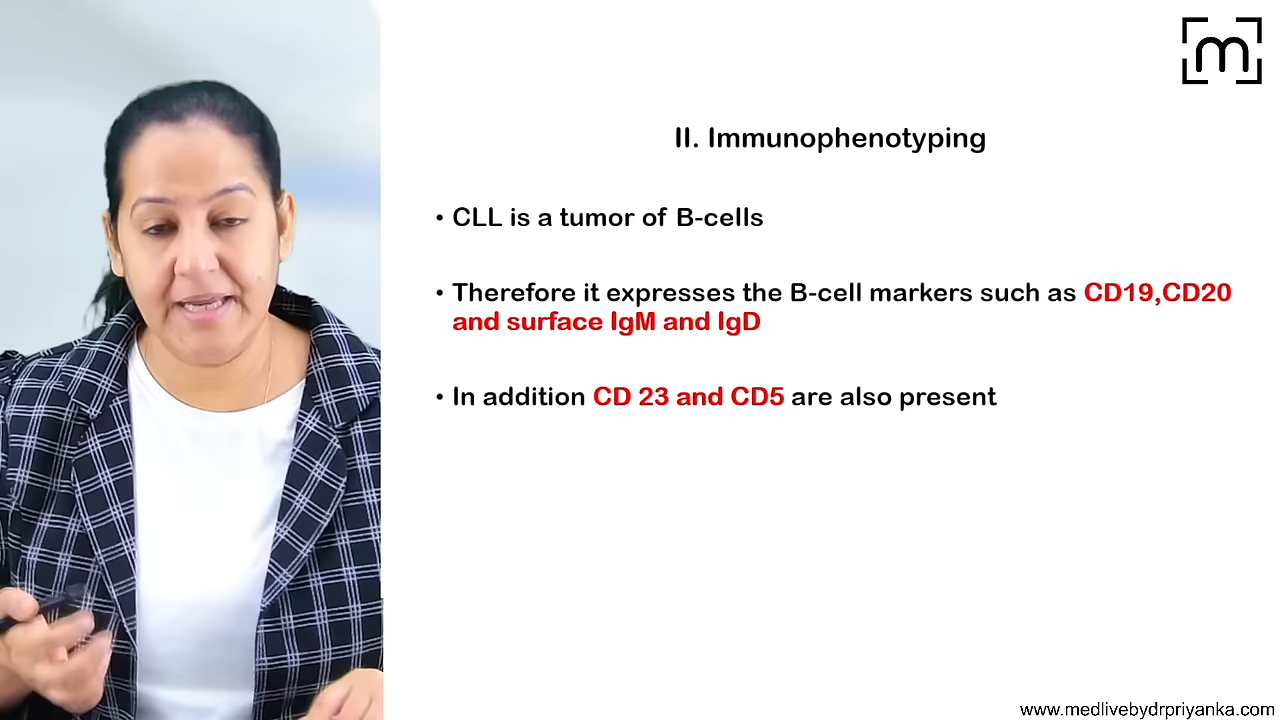 m
II. Immunophenotyping
• CLL is a tumor of B-cells
• Therefore it expresses the B-cell markers such as CD19,CD20
and surface IgM and IgD
• In addition CD 23 and CD5 are also present
www.medlivebydrpriyanka.com